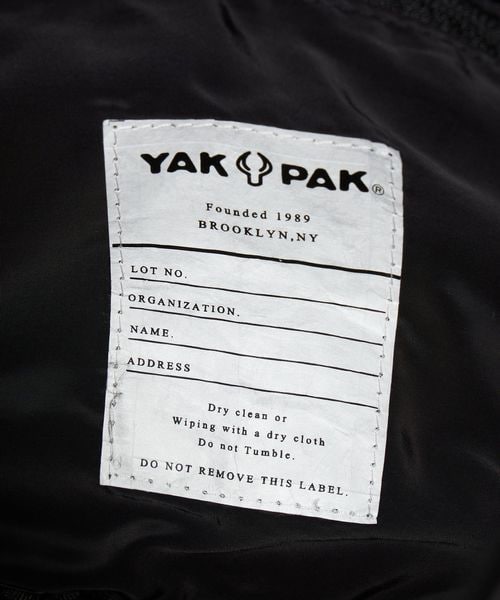 YAK PAK®
Founded 1989
BROOKLYN,NY
LOT NO.
ORGANIZATION.
NAME.
ADDRESS
Dry clean or
Wiping with a dry cloth
Do not Tumble.
DO NOT REMOVE THIS LABEL.